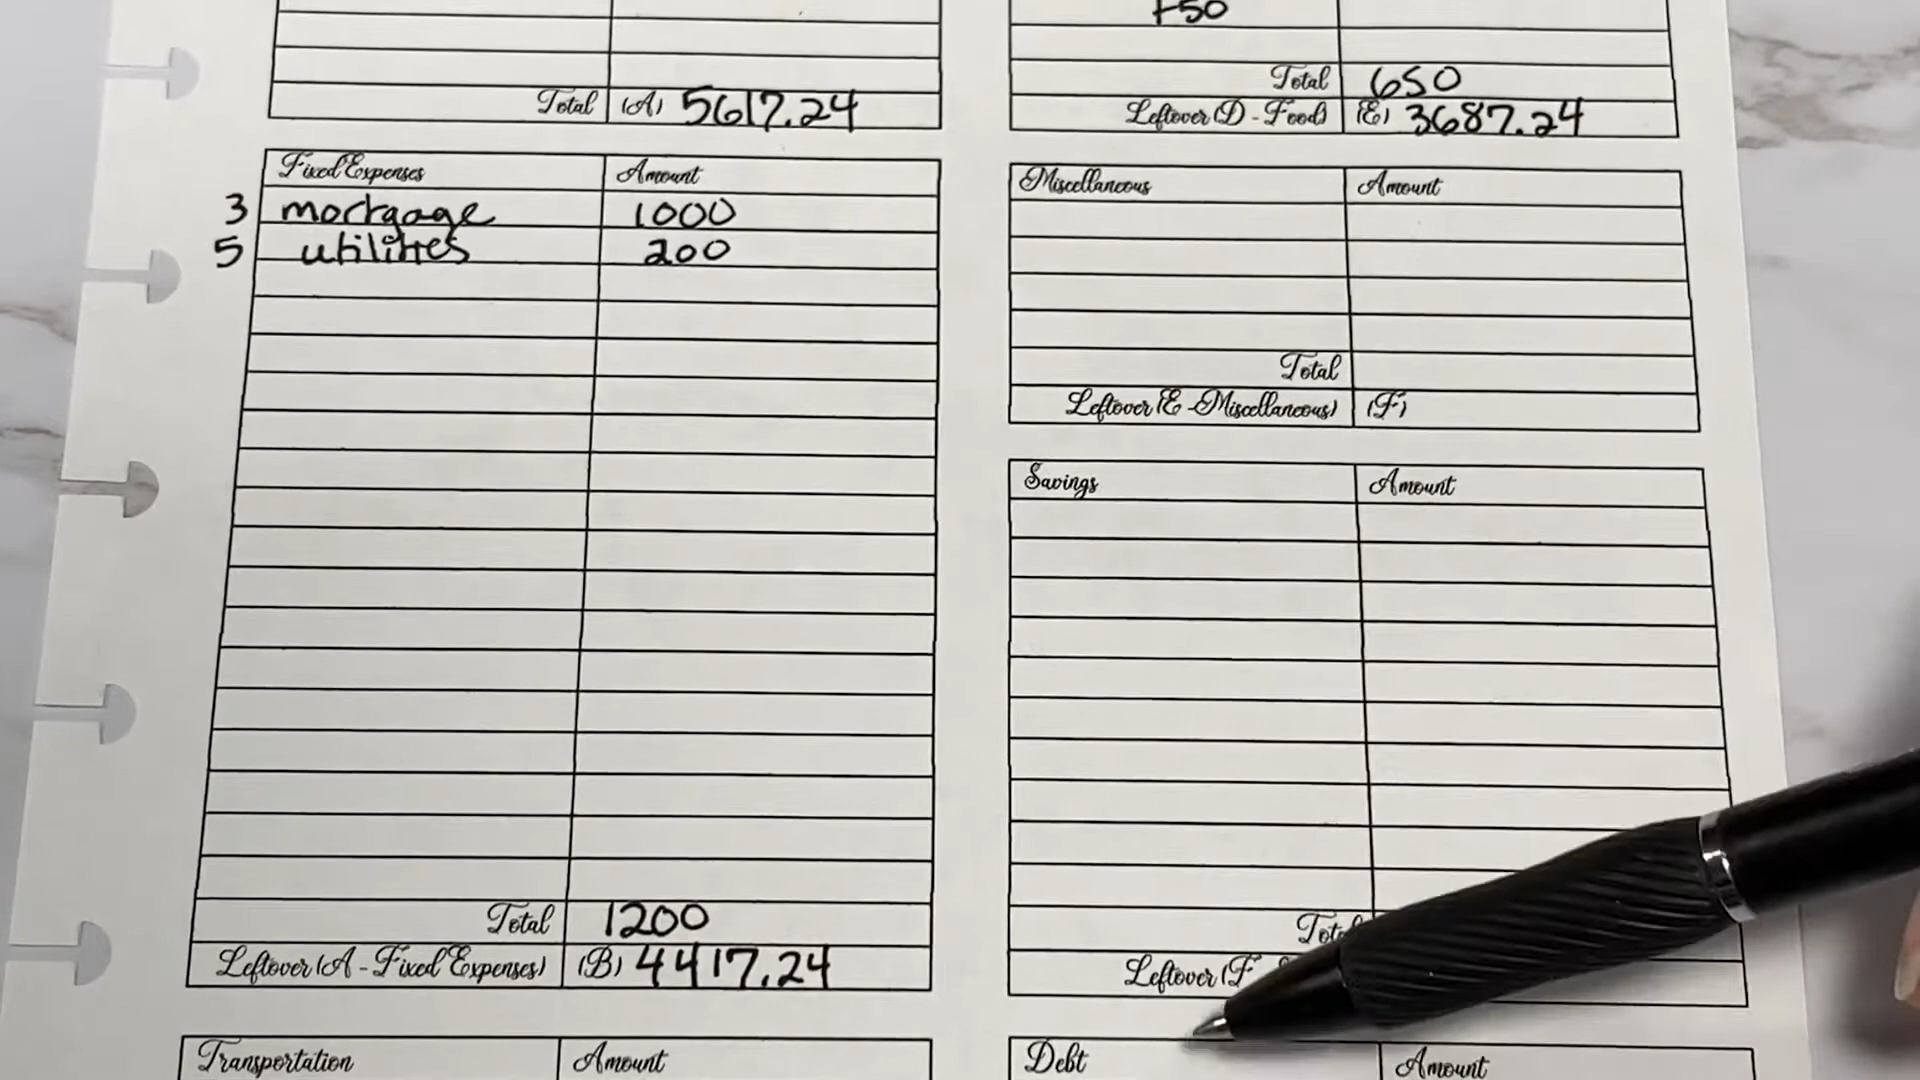 Total (A) 5617.24
Fixed Expenses Amount
3 mortgage 1000
5 utilities 200
Total 1200
Leftover (A - Fixed Expenses) (B) 4417.24
Transportation Amount
+50
Total 650
Leftover (D - Food) (E) 3687.24
Miscellaneous Amount
Total
Leftover (E - Miscellaneous) (F)
Savings Amount
Leftover (F
Debt Amount